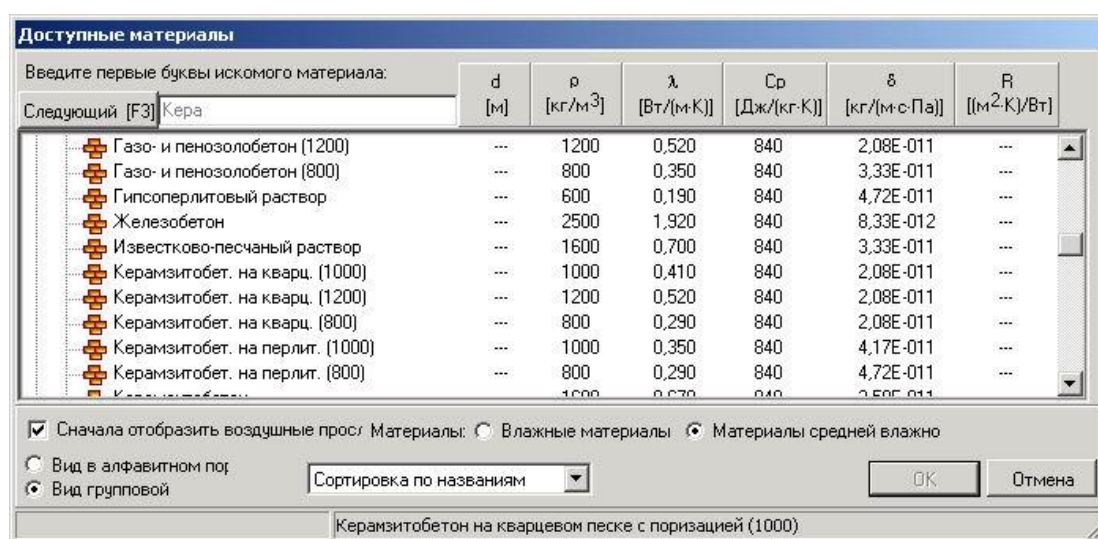 Доступные материалы
Введите первые буквы искомого материала: d ρ λ Cp δ R
Следующий [F3] Кера [м] [кг/м3] [Вт/(м·К)] [Дж/(кг·К)] [кг/(м·с·Па)] [(м2·К)/Вт]
Газо- и пенозолобетон (1200) --- 1200 0,520 840 2,08E-011 ---
Газо- и пенозолобетон (800) --- 800 0,350 840 3,33E-011 ---
Гипсоперлитовый раствор --- 600 0,190 840 4,72E-011 ---
Железобетон --- 2500 1,920 840 8,33E-012 ---
Известково-песчаный раствор --- 1600 0,700 840 3,33E-011 ---
Керамзитобет. на кварц. (1000) --- 1000 0,410 840 2,08E-011 ---
Керамзитобет. на кварц. (1200) --- 1200 0,520 840 2,08E-011 ---
Керамзитобет. на кварц. (800) --- 800 0,290 840 2,08E-011 ---
Керамзитобет. на перлит. (1000) --- 1000 0,350 840 4,17E-011 ---
Керамзитобет. на перлит. (800) --- 800 0,290 840 4,72E-011 ---
Сначала отобразить воздушные прос Материалы: Влажные материалы Материалы средней влажно
Вид в алфавитном пор
Вид групповой Сортировка по названиям OK Отмена
Керамзитобетон на кварцевом песке с поризацией (1000)